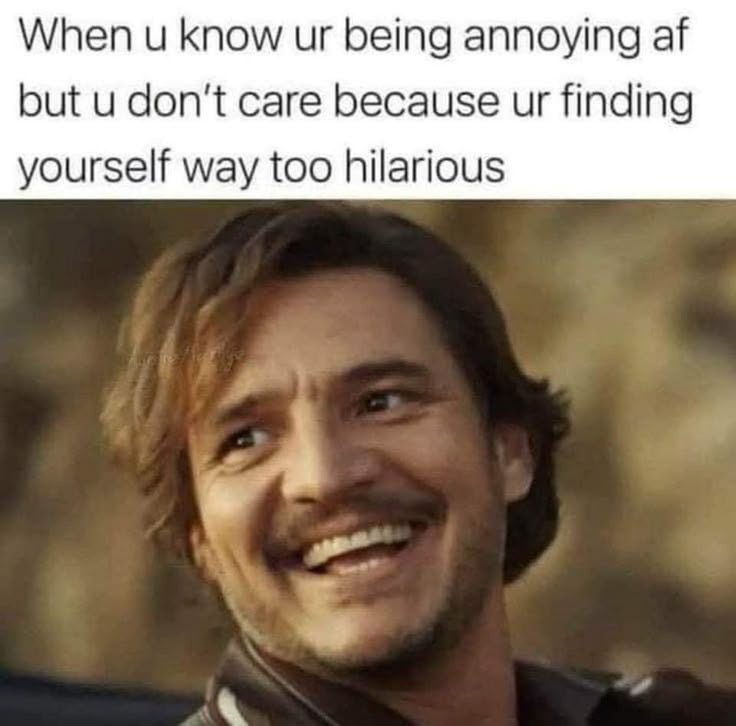 When u know ur being annoying af
but u don't care because ur finding
yourself way too hilarious